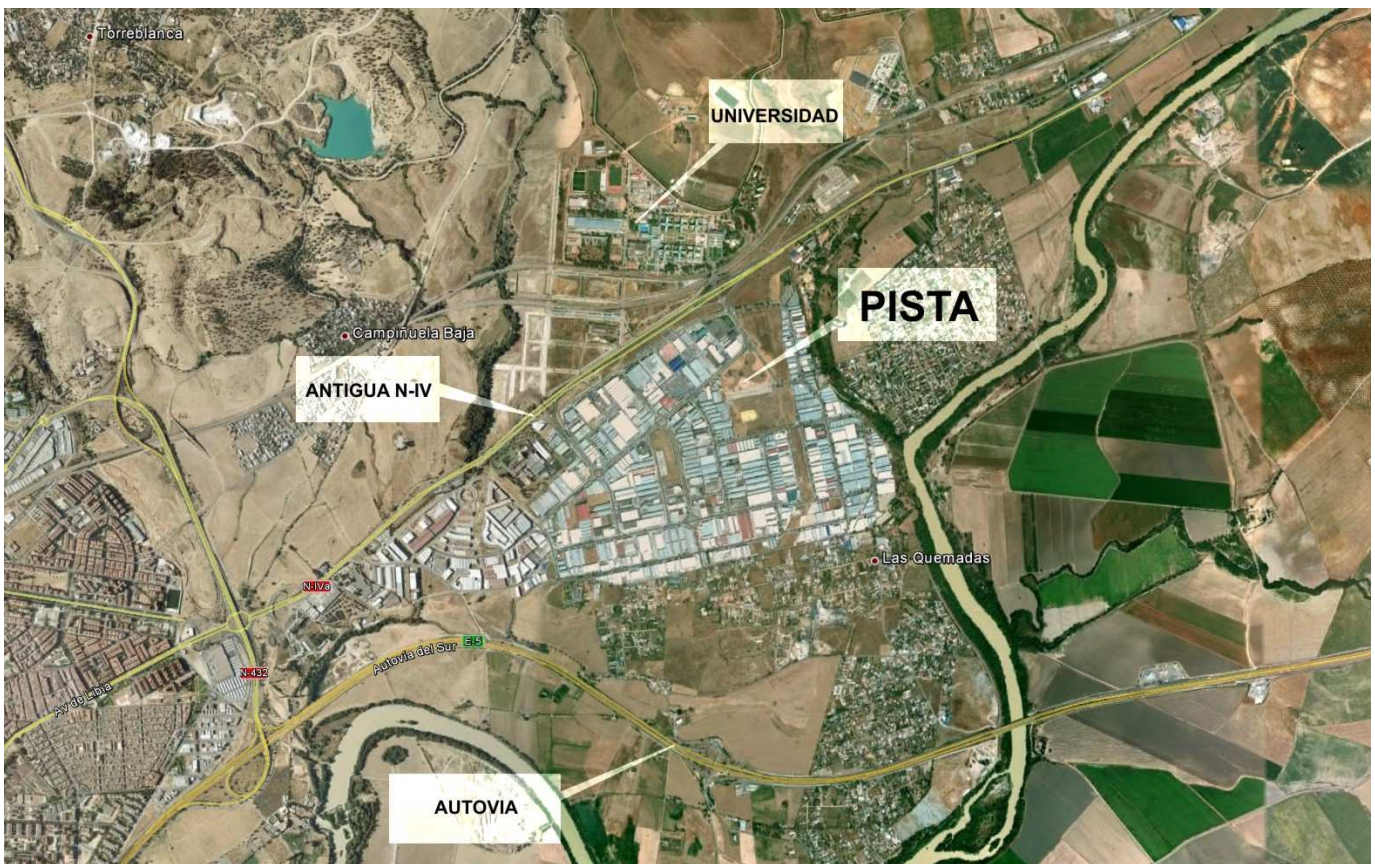 Torreblanca
UNIVERSIDAD
PISTA
Campiñuela Baja
ANTIGUA N-IV
Las Quemadas
N-IVa
Autovía del Sur
E-5
N-432
Av de Libia
AUTOVIA